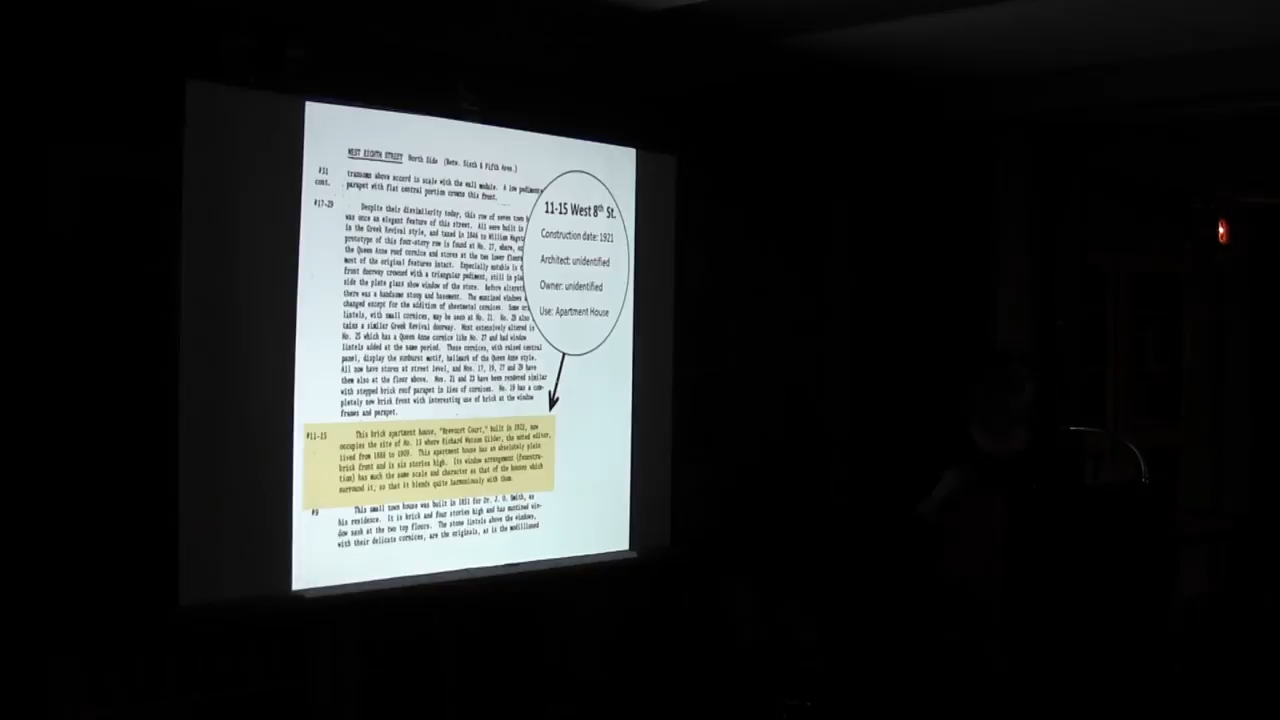 WEST EIGHTH STREET North Side (Betw. Sixth & Fifth Aves.)
#31
cont.
transoms above accord in scale with the wall module. A low pediment
parapet with flat central portion crowns this front.
#17-29
Despite their dissimilarity today, this row of seven town
was once an elegant feature of this street. All were built in
in the Greek Revival style, and taxed in 1846 to William
prototype of this four-story row is found at No. 27, where,
the Queen Anne roof cornice and stores at the two lower floors
most of the original features intact. Especially notable is
front doorway crowned with a triangular pediment, still in
side the plate glass show window of the store. Before
there was a handsome stoop and basement. The muntined windows
changed except for the addition of sheetmetal cornices. Some
lintels, with small cornices, may be seen at No. 21. No. 29 also
tains a similar Greek Revival doorway. Most extensively altered is
No. 25 which has a Queen Anne cornice like No. 27 and had window
lintels added at the same period. These cornices, with raised central
panel, display the sunburst motif, hallmark of the Queen Anne style.
All now have stores at street level, and Nos. 17, 19, 27 and 29 have
them also at the floor above. Nos. 21 and 23 have been rendered similar
with stepped brick roof parapet in lieu of cornices. No. 19 has a com-
pletely new brick front with interesting use of brick at the window
frames and parapet.
11-15 West 8th St.
Construction date: 1921
Architect: unidentified
Owner: unidentified
Use: Apartment House
#11-15
This brick apartment house, "Brevoort Court," built in 1921, now
occupies the site of No. 13 where Richard Watson Gilder, the noted editor,
lived from 1888 to 1909. This apartment house has an absolutely plain
brick front and is six stories high. Its window arrangement (fenestra-
tion) has much the same scale and character as that of the houses which
surround it, so that it blends quite harmoniously with them.
#9
This small town house was built in 1851 for Dr. J. O. Smith, as
his residence. It is brick and four stories high and has muntined win-
dow sash at the two top floors. The stone lintels above the windows,
with their delicate cornices, are the originals, as is the modillioned